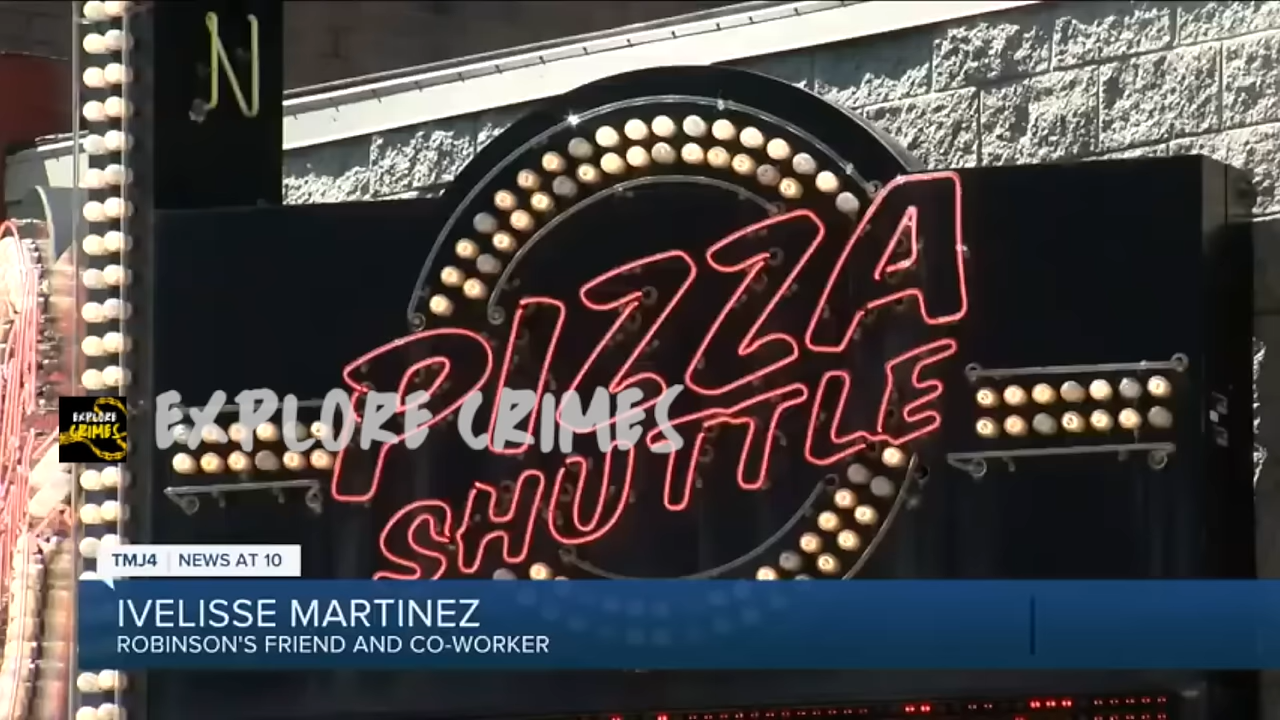 N
PIZZA
SHUTTLE
EXPLORE
CRIMES
EXPLORE CRIMES
TMJ4 NEWS AT 10
IVELISSE MARTINEZ
ROBINSON'S FRIEND AND CO-WORKER